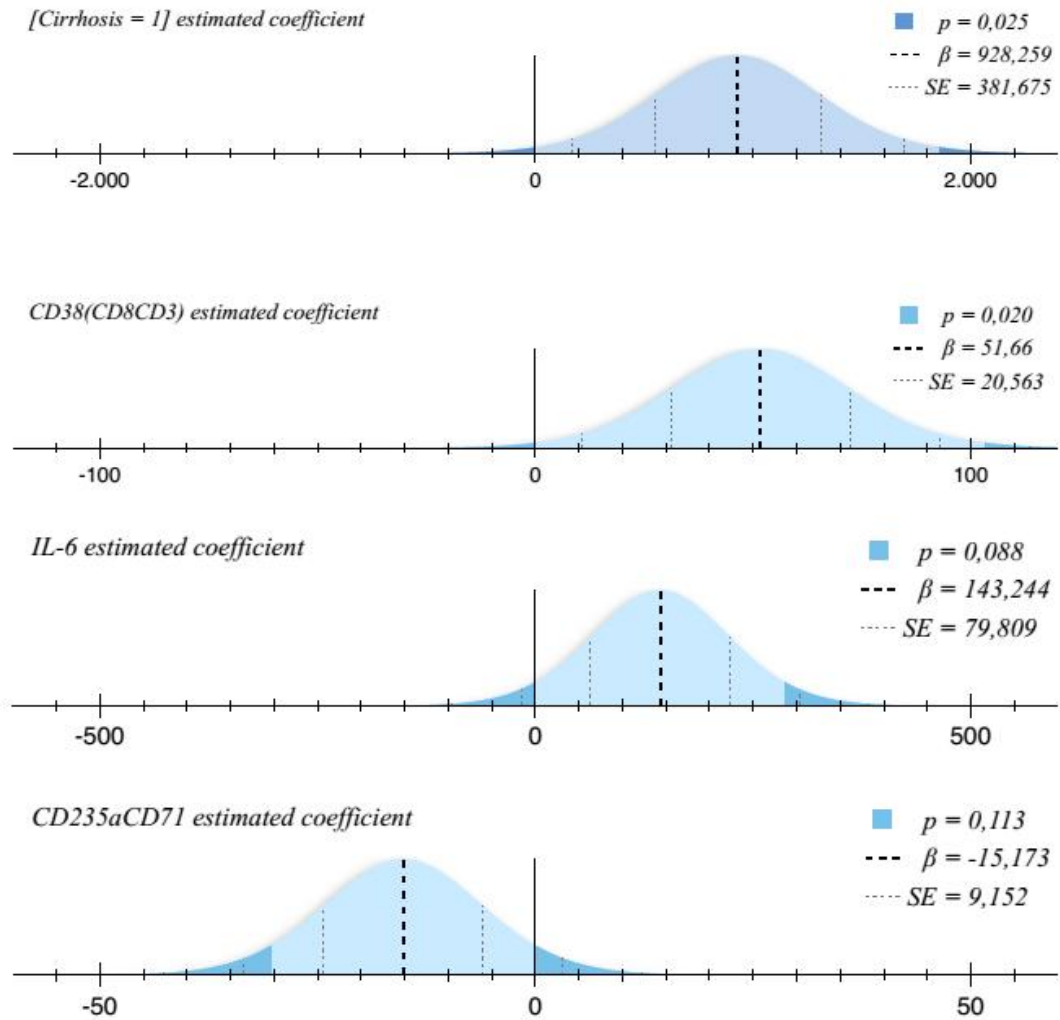 [Cirrhosis = 1] estimated coefficient
p = 0,025
β = 928,259
SE = 381,675
-2.000 0 2.000
CD38(CD8CD3) estimated coefficient
p = 0,020
β = 51,66
SE = 20,563
-100 0 100
IL-6 estimated coefficient
p = 0,088
β = 143,244
SE = 79,809
-500 0 500
CD235aCD71 estimated coefficient
p = 0,113
β = -15,173
SE = 9,152
-50 0 50